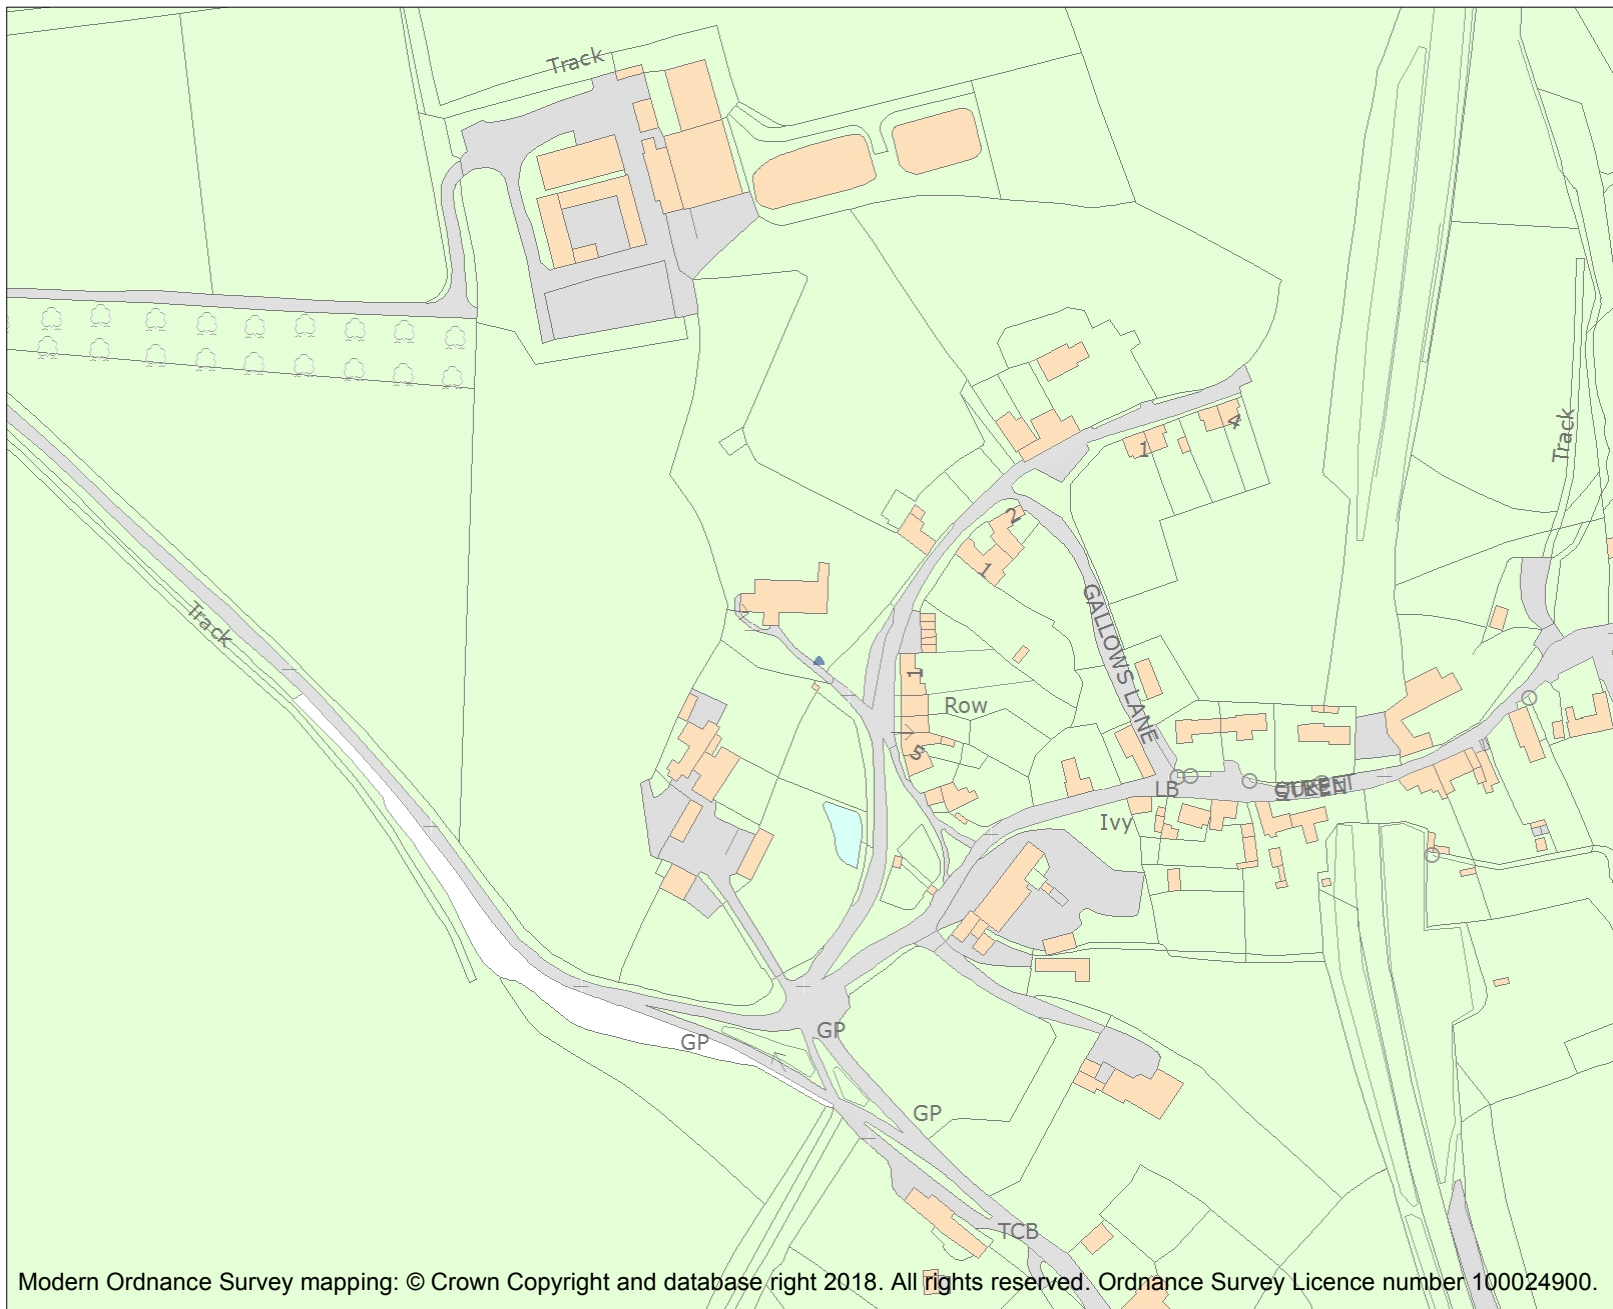 Track
4
1
Track
2
1
GALLOWS LANE
Track
1
Row
5
LB
Ivy
GP
GP
GP
TCB
Modern Ordnance Survey mapping: © Crown Copyright and database right 2018. All rights reserved. Ordnance Survey Licence number 100024900.